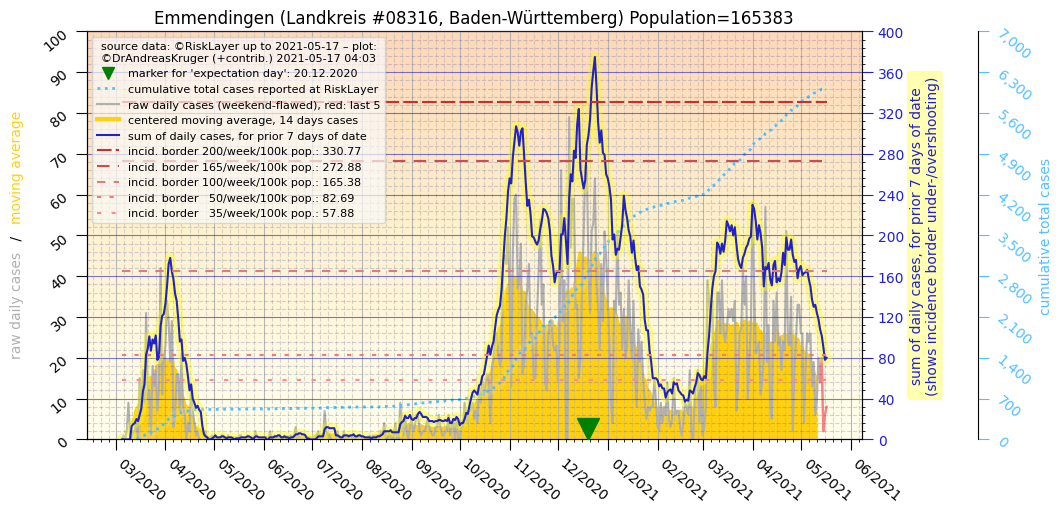 Emmendingen (Landkreis #08316, Baden-Württemberg) Population=165383
source data: ©RiskLayer up to 2021-05-17 – plot:
©DrAndreasKruger (+contrib.) 2021-05-17 04:03
marker for 'expectation day': 20.12.2020
cumulative total cases reported at RiskLayer
raw daily cases (weekend-flawed), red: last 5
centered moving average, 14 days cases
sum of daily cases, for prior 7 days of date
incid. border 200/week/100k pop.: 330.77
incid. border 165/week/100k pop.: 272.88
incid. border 100/week/100k pop.: 165.38
incid. border 50/week/100k pop.: 82.69
incid. border 35/week/100k pop.: 57.88
raw daily cases / moving average
100
90
80
70
60
50
40
30
20
10
0
03/2020
04/2020
05/2020
06/2020
07/2020
08/2020
09/2020
10/2020
11/2020
12/2020
01/2021
02/2021
03/2021
04/2021
05/2021
06/2021
400
360
320
280
240
200
160
120
80
40
0
sum of daily cases, for prior 7 days of date
(shows incidence border under-/overshooting)
7,000
6,300
5,600
4,900
4,200
3,500
2,800
2,100
1,400
700
0
cumulative total cases